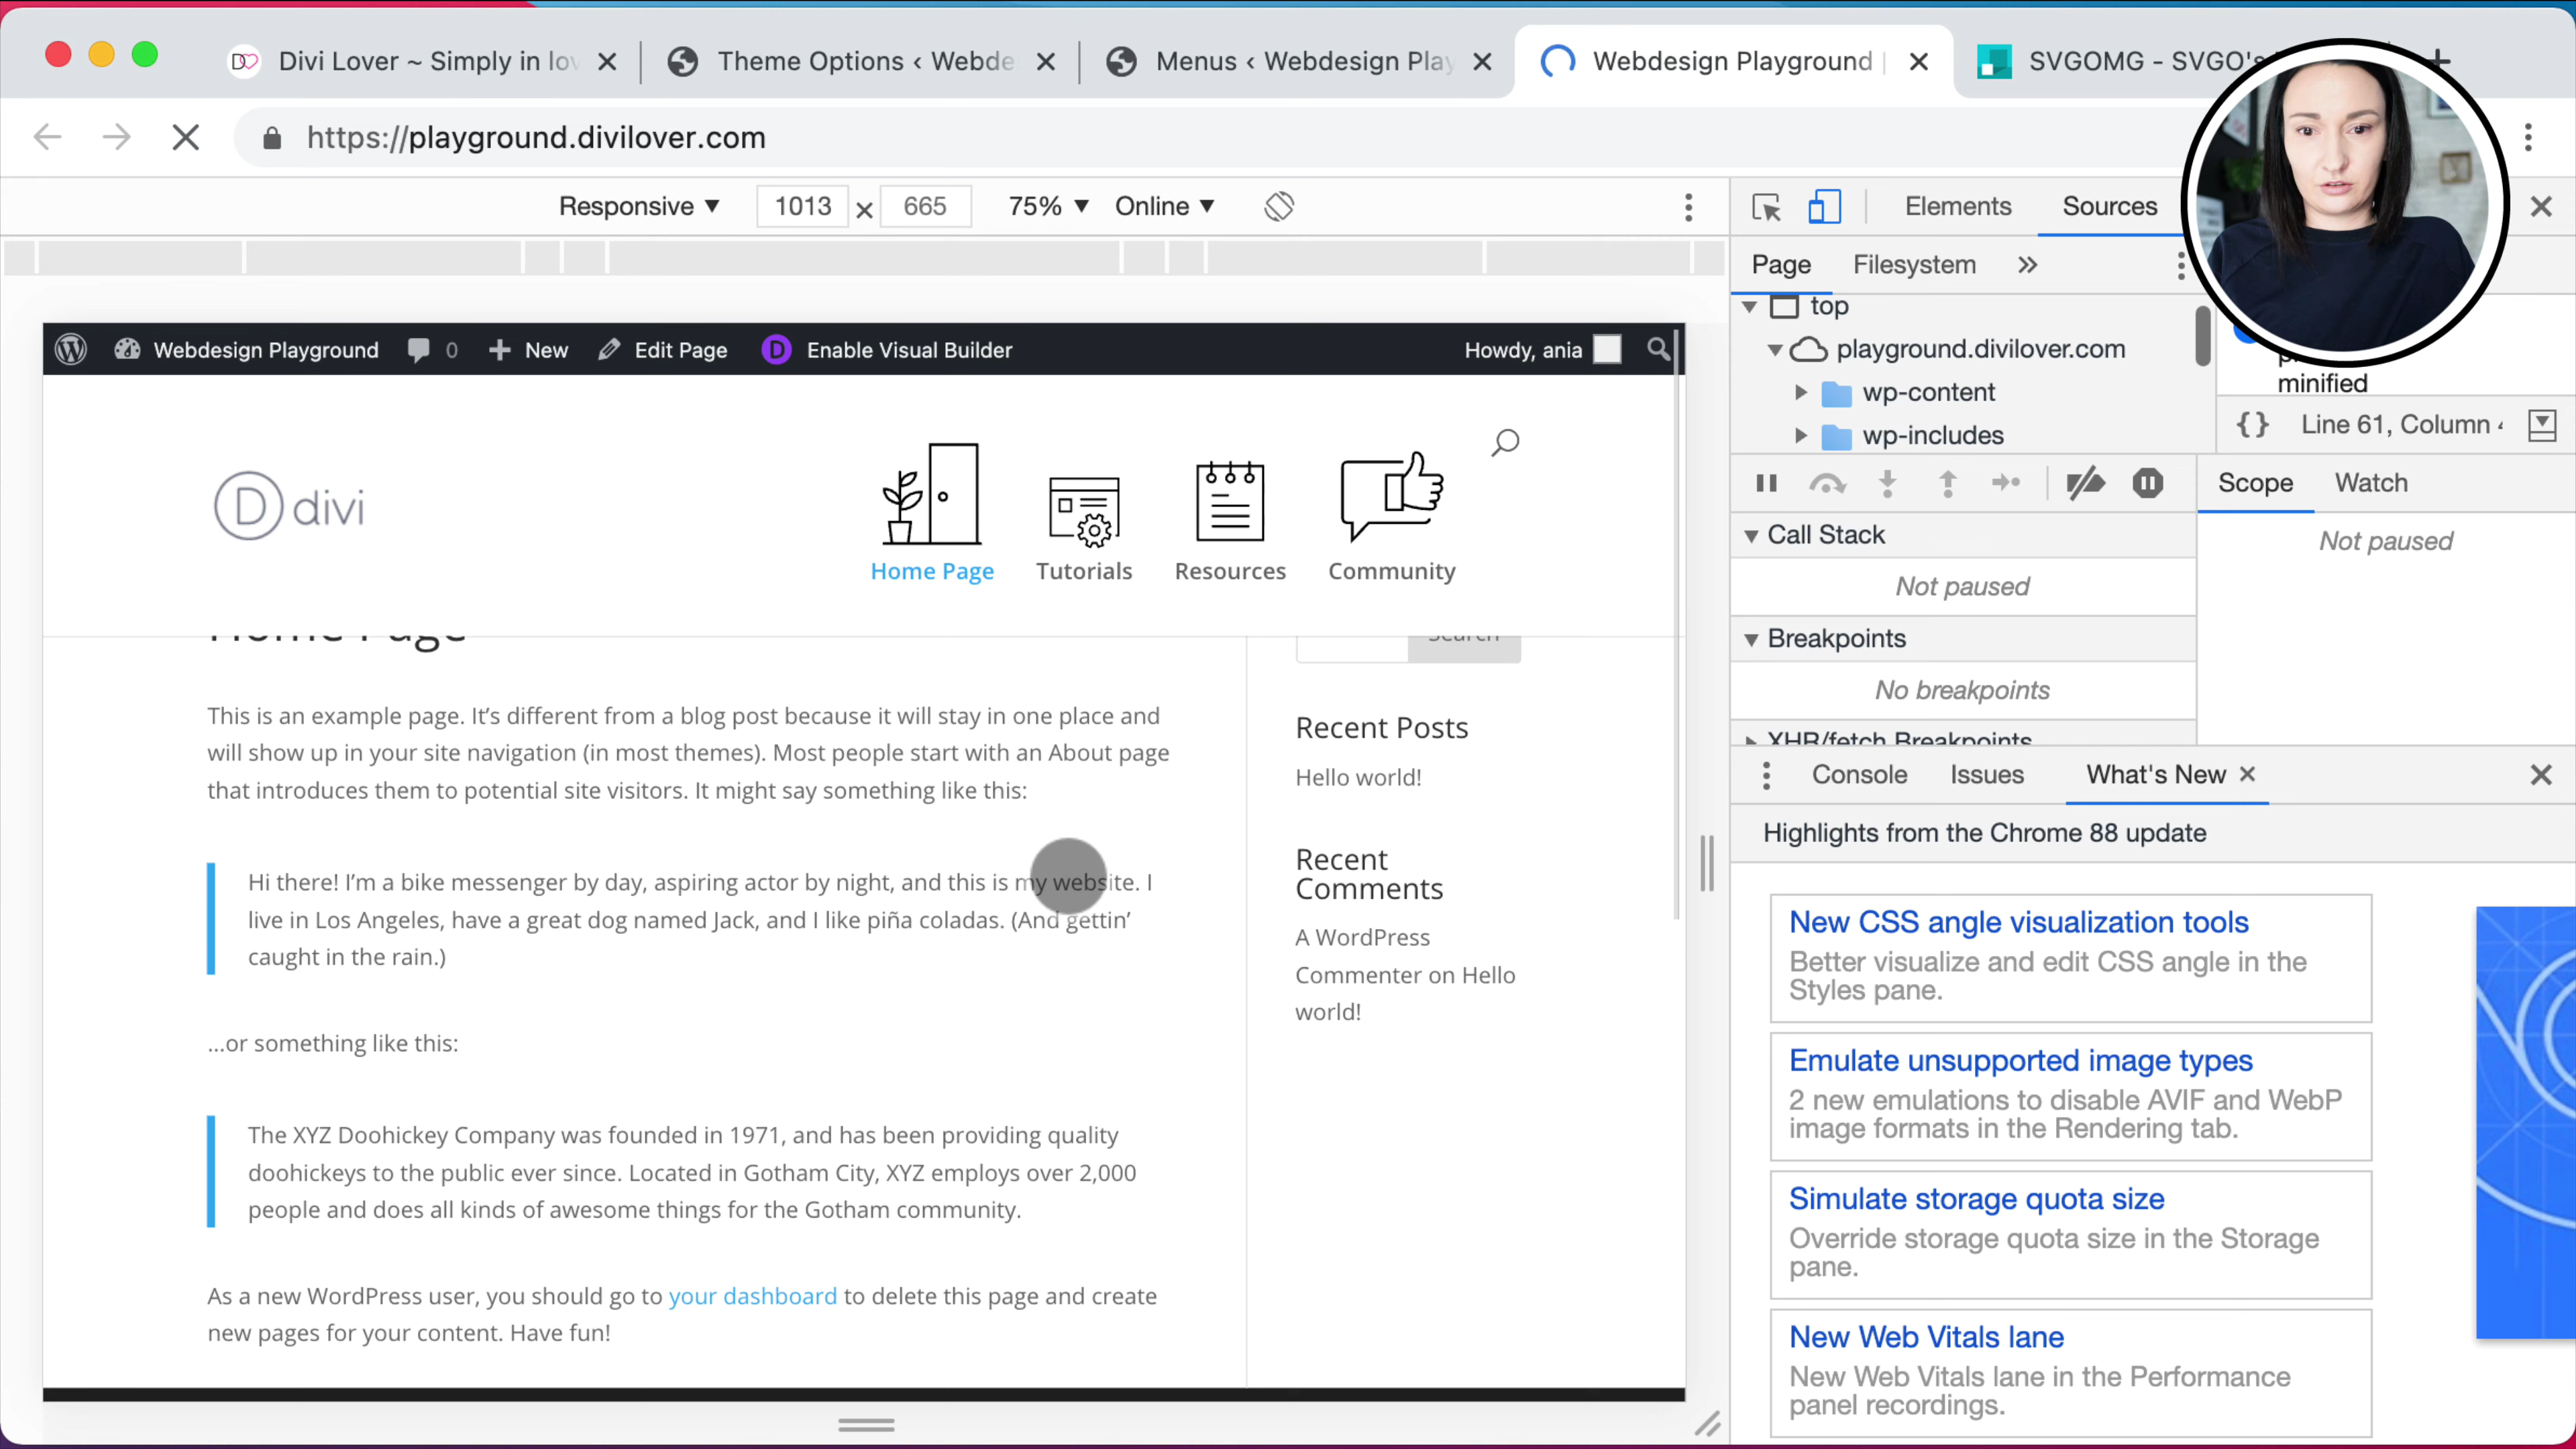 Divi Lover ~ Simply in lov
Theme Options ‹ Webde
Menus ‹ Webdesign Play
Webdesign Playground |
SVGOMG - SVGO's
https://playground.divilover.com
Responsive ▼ 1013 × 665 75% ▼ Online ▼
Elements Sources
Page Filesystem »
top
playground.divilover.com
wp-content
wp-includes
minified
{} Line 61, Column
Webdesign Playground 0 New Edit Page Enable Visual Builder Howdy, ania
D divi
Home Page Tutorials Resources Community
Home Page
Search
This is an example page. It’s different from a blog post because it will stay in one place and
will show up in your site navigation (in most themes). Most people start with an About page
that introduces them to potential site visitors. It might say something like this:
Hi there! I’m a bike messenger by day, aspiring actor by night, and this is my website. I
live in Los Angeles, have a great dog named Jack, and I like piña coladas. (And gettin’
caught in the rain.)
...or something like this:
The XYZ Doohickey Company was founded in 1971, and has been providing quality
doohickeys to the public ever since. Located in Gotham City, XYZ employs over 2,000
people and does all kinds of awesome things for the Gotham community.
As a new WordPress user, you should go to your dashboard to delete this page and create
new pages for your content. Have fun!
Recent Posts
Hello world!
Recent
Comments
A WordPress
Commenter on Hello
world!
Scope Watch
Not paused
Call Stack
Not paused
Breakpoints
No breakpoints
XHR/fetch Breakpoints
Console Issues What's New
Highlights from the Chrome 88 update
New CSS angle visualization tools
Better visualize and edit CSS angle in the
Styles pane.
Emulate unsupported image types
2 new emulations to disable AVIF and WebP
image formats in the Rendering tab.
Simulate storage quota size
Override storage quota size in the Storage
pane.
New Web Vitals lane
New Web Vitals lane in the Performance
panel recordings.